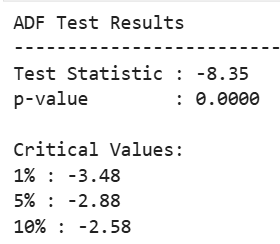 ADF Test Results
-------------------------
Test Statistic : -8.35
p-value        : 0.0000

Critical Values:
1% : -3.48
5% : -2.88
10% : -2.58